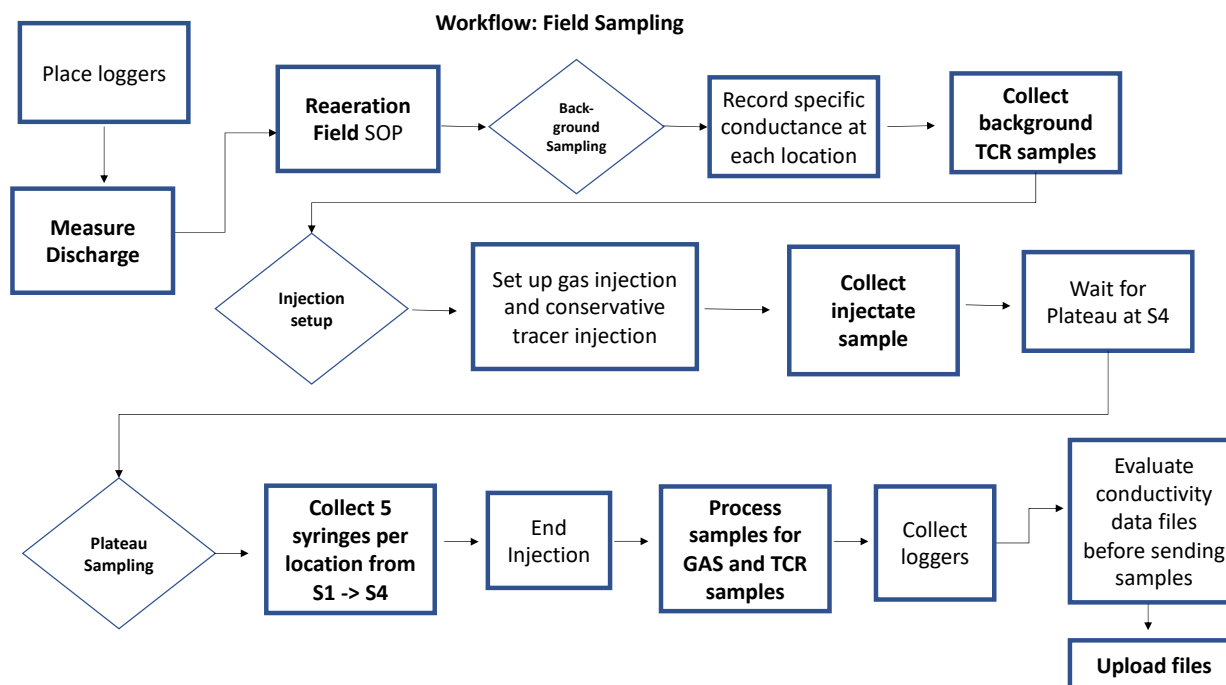 Workflow: Field Sampling
Place loggers
Measure
Discharge
Reaeration
Field SOP
Back-
ground
Sampling
Record specific
conductance at
each location
Collect
background
TCR samples
Injection
setup
Set up gas injection
and conservative
tracer injection
Collect
injectate
sample
Wait for
Plateau at S4
Plateau
Sampling
Collect 5
syringes per
location from
S1 -> S4
End
Injection
Process
samples for
GAS and TCR
samples
Collect
loggers
Evaluate
conductivity
data files
before sending
samples
Upload files